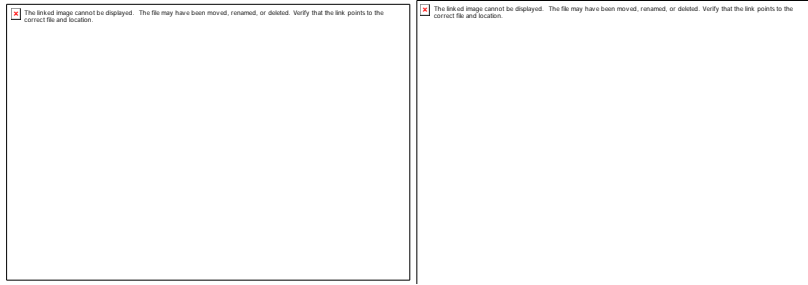 The linked image cannot be displayed. The file may have been moved, renamed, or deleted. Verify that the link points to the
correct file and location.
The linked image cannot be displayed. The file may have been moved, renamed, or deleted. Verify that the link points to the
correct file and location.